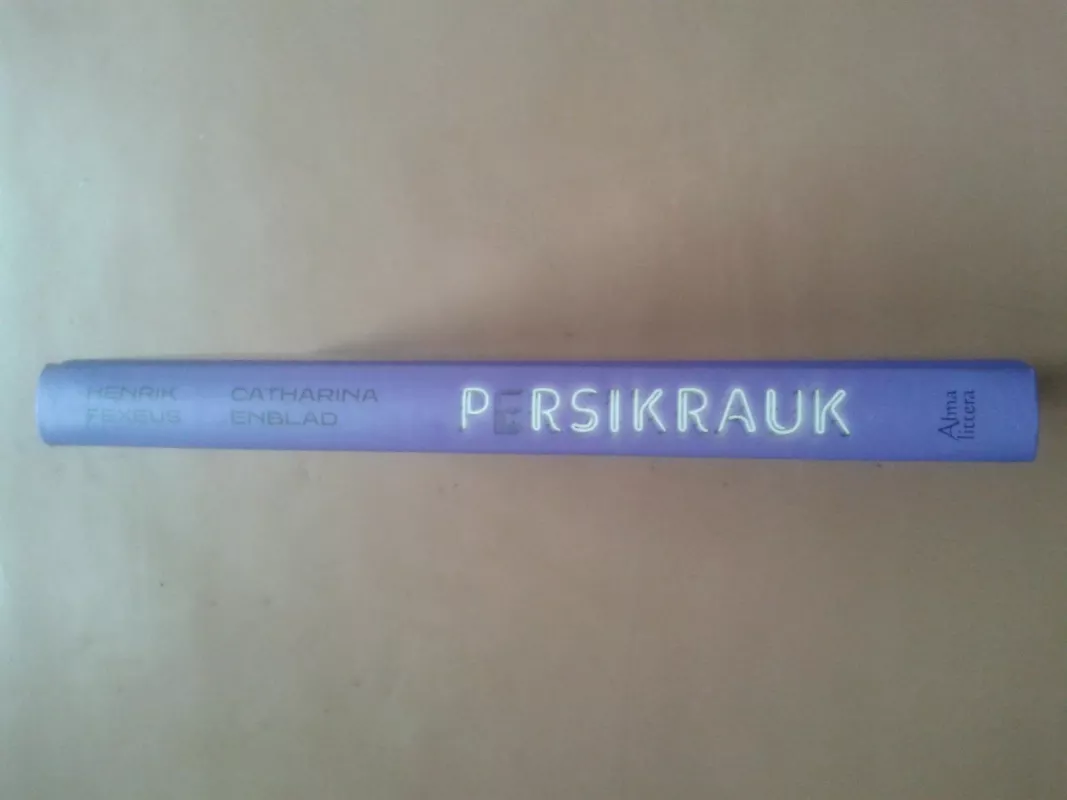 HENRIK
FEXEUS
CATHARINA
ENBLAD
PERSIKRAUK
Alma
littera